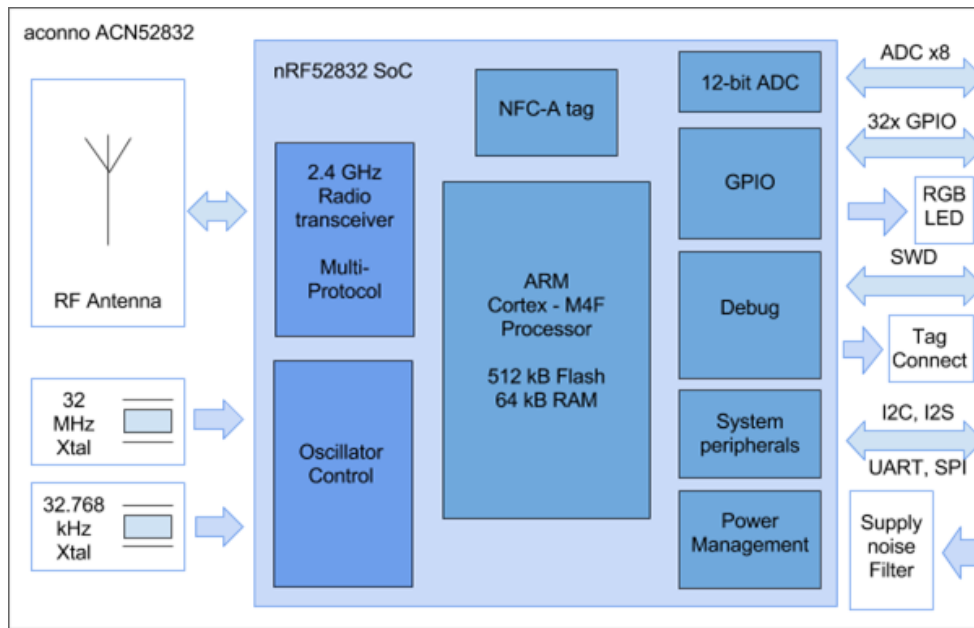 aconno ACN52832
nRF52832 SoC
RF Antenna
32
MHz
Xtal
32.768
kHz
Xtal
2.4 GHz
Radio
transceiver
Multi-
Protocol
Oscillator
Control
NFC-A tag
ARM
Cortex - M4F
Processor
512 kB Flash
64 kB RAM
12-bit ADC
GPIO
Debug
System
peripherals
Power
Management
ADC x8
32x GPIO
RGB
LED
SWD
Tag
Connect
I2C, I2S
UART, SPI
Supply
noise
Filter